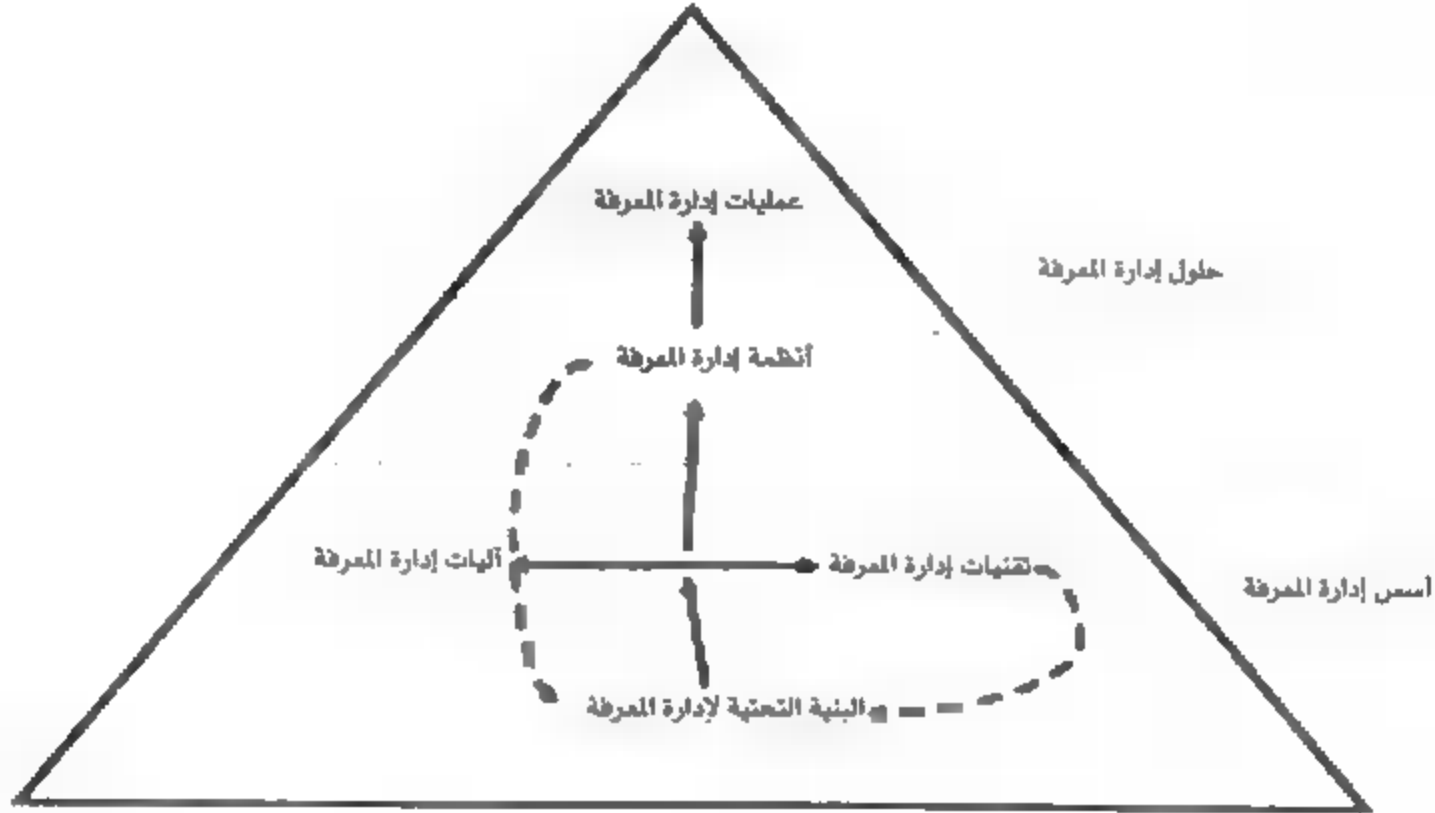 عمليات إدارة المعرفة
حلول إدارة المعرفة
أنظمة إدارة المعرفة
آليات إدارة المعرفة
تقنيات إدارة المعرفة
أسس إدارة المعرفة
البنية التحتية لإدارة المعرفة